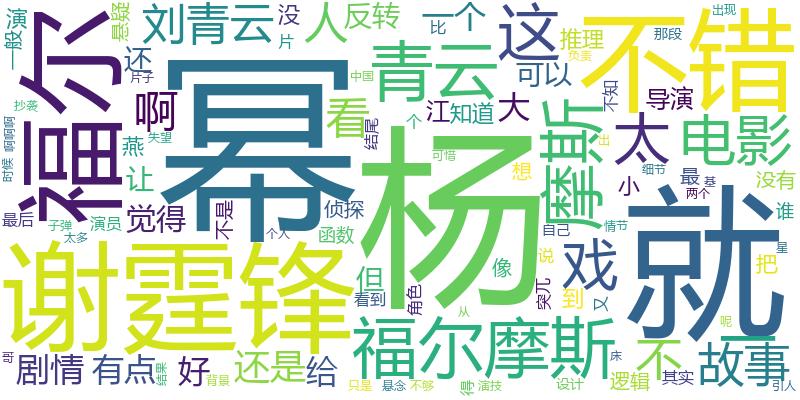 一般
演
悬疑
刘青云
没
片
人
反转
一个
比
这
推理
那段
出现
不错
福尔
还
片子
幂
中国
青云
可以
负责
抄袭
啊
看
江
知道
个
大
摩斯
不知
导演
太
电影
时候
啊啊啊
失望
燕
让
结尾
可惜
杨
想
小
细节
最
基
两个
没有
就
谁
最后
子弹
太多
演员
觉得
不是
侦探
函数
个人
自己
情节
谢霆锋
但
看到
像
说
戏
突兀
到
又
把
星
角色
从
福尔摩斯
呢
不
故事
哥
剧情
有点
结果
好
背景
还是
给
只是
悬念
不够
得
演技
设计
床
逻辑
其实
引人
出